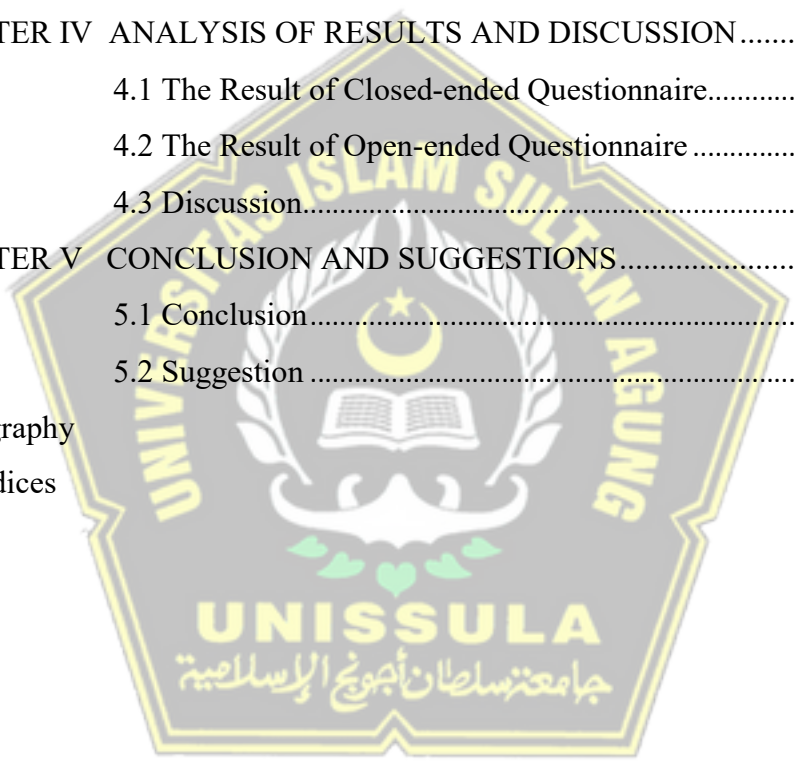 TER IV ANALYSIS OF RESULTS AND DISCUSSION.......
4.1 The Result of Closed-ended Questionnaire............
4.2 The Result of Open-ended Questionnaire.............
4.3 Discussion...............................................................
TER V CONCLUSION AND SUGGESTIONS......................
5.1 Conclusion..............................................................
5.2 Suggestion..............................................................
graphy
dices
UNIVERSITAS ISLAM SULTAN AGUNG
UNISSULA
جامعة سلطان أجونج الإسلامية